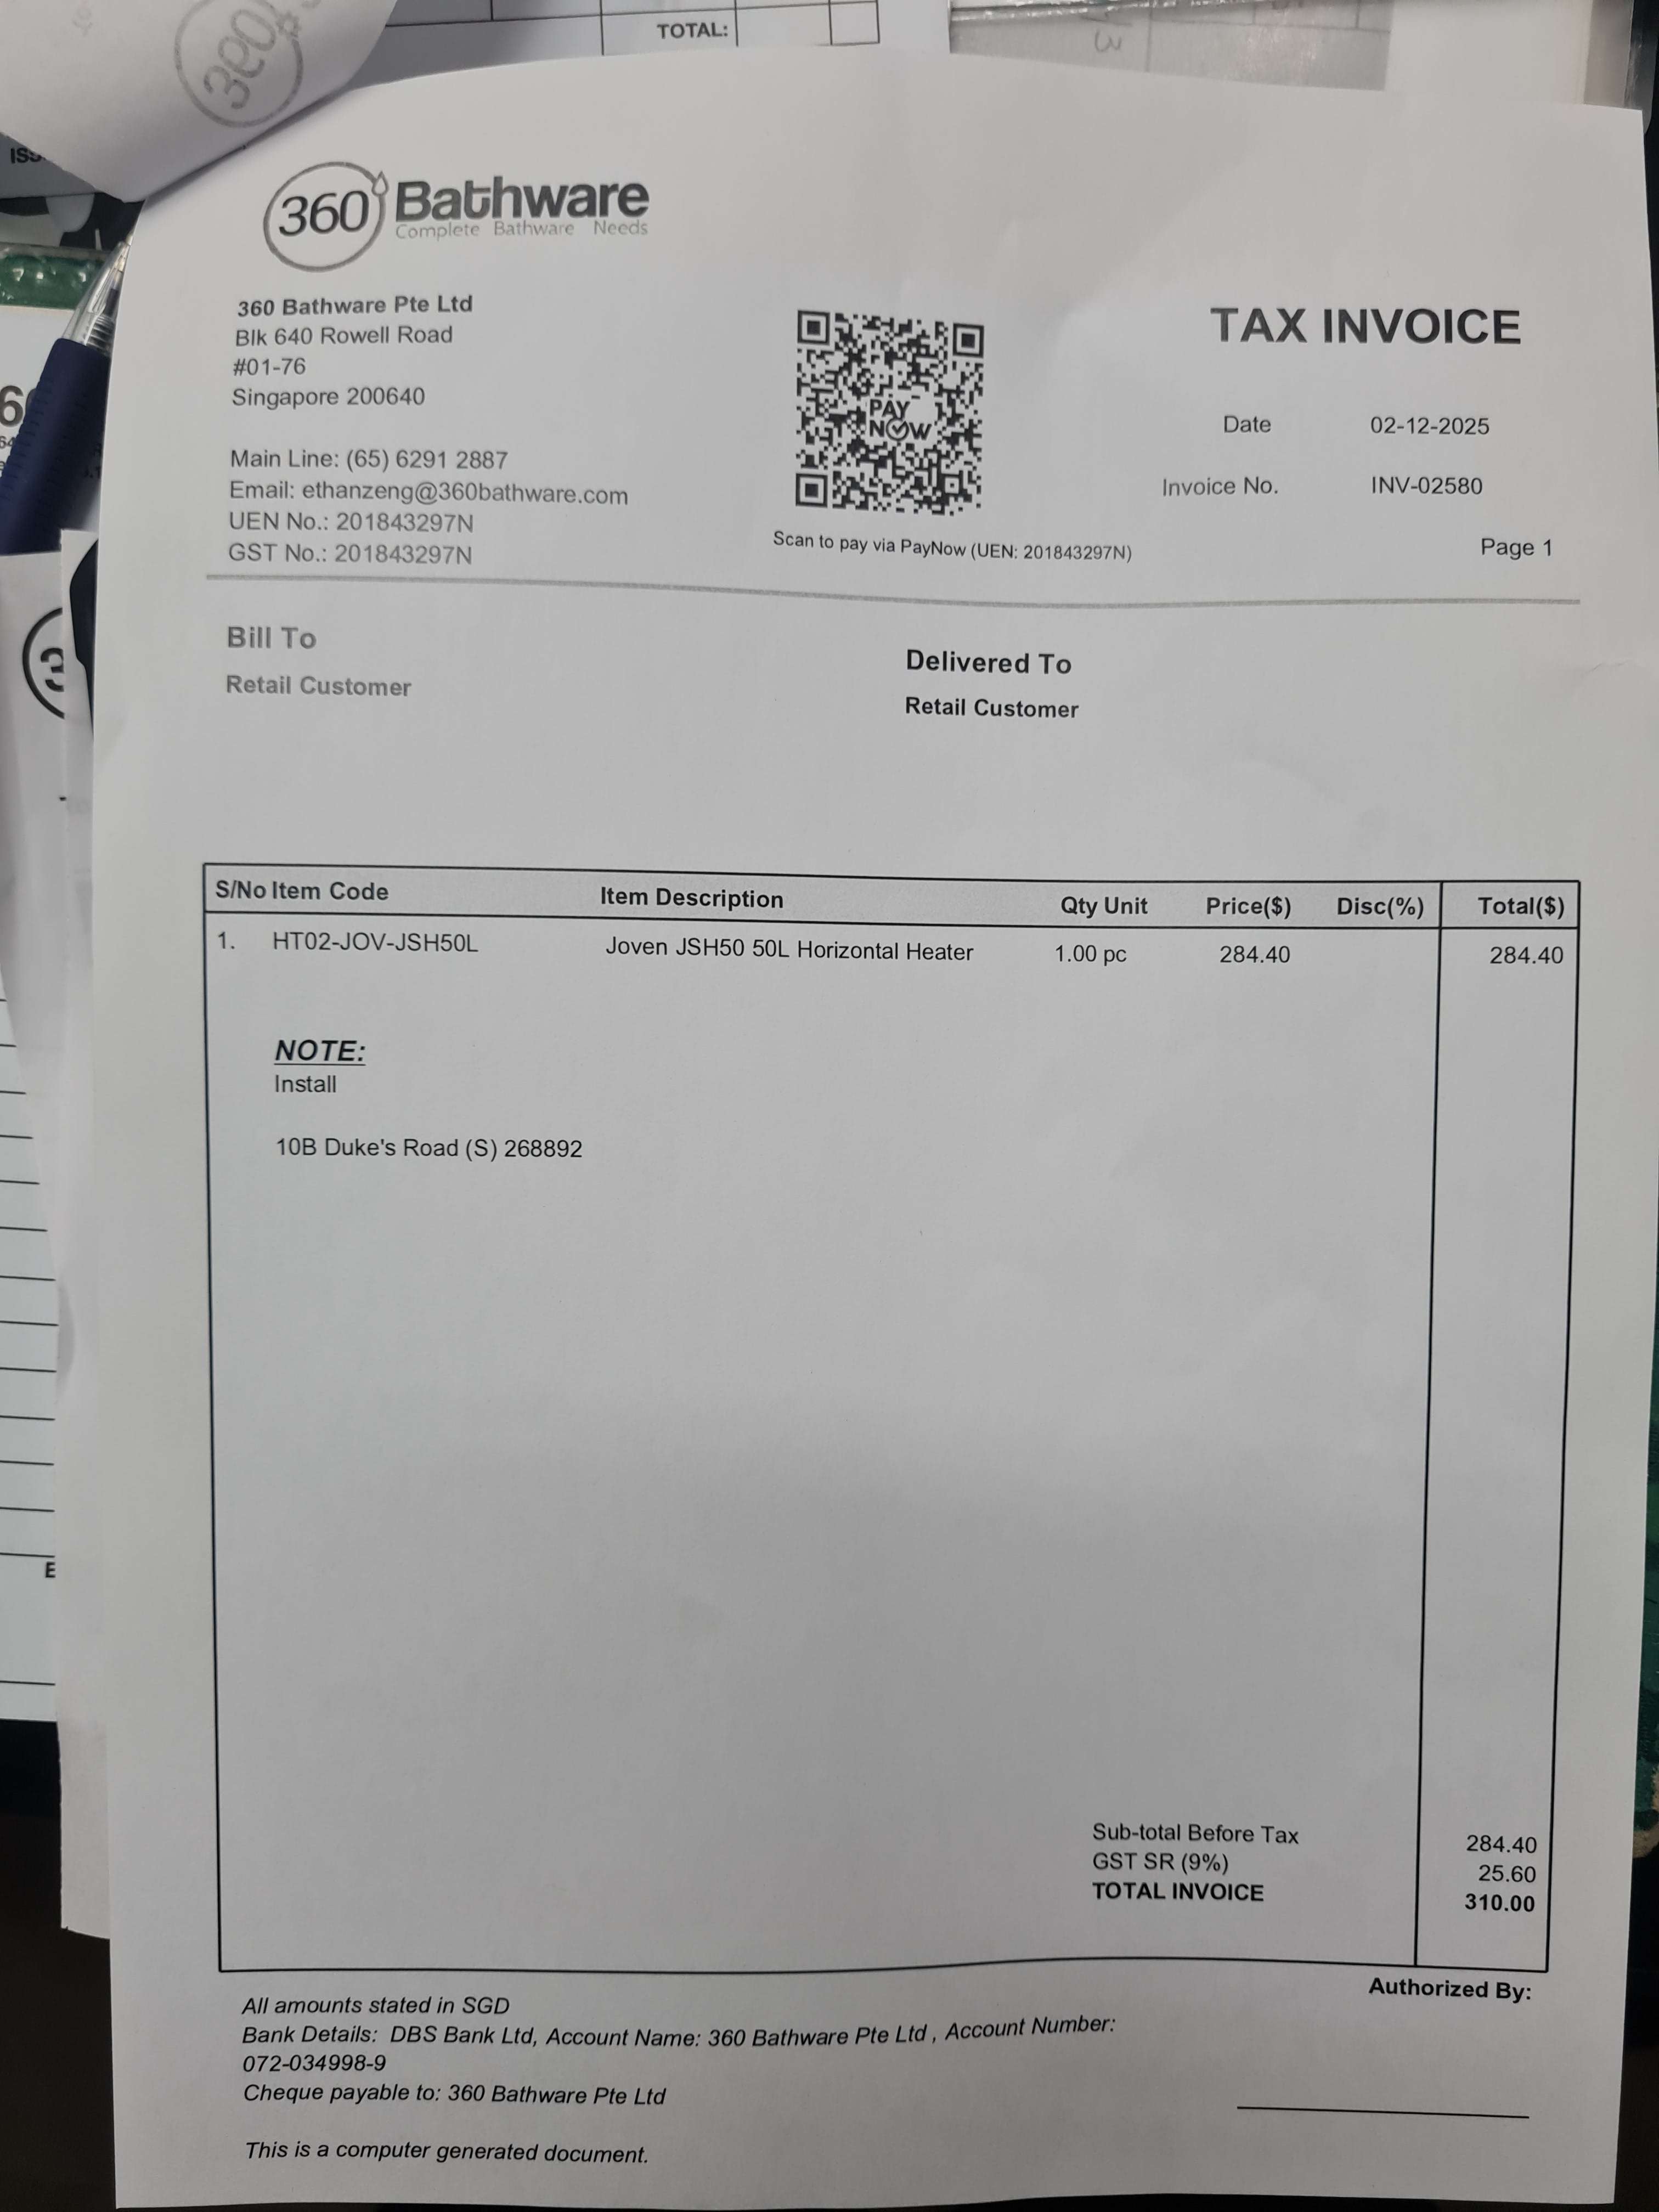 TOTAL:
360 Bathware
Complete Bathware Needs
360 Bathware Pte Ltd
Blk 640 Rowell Road
#01-76
Singapore 200640
Main Line: (65) 6291 2887
Email: ethanzeng@360bathware.com
UEN No.: 201843297N
GST No.: 201843297N
PAY
NOW
Scan to pay via PayNow (UEN: 201843297N)
TAX INVOICE
Date 02-12-2025
Invoice No. INV-02580
Page 1
Bill To
Retail Customer
Delivered To
Retail Customer
S/No Item Code Item Description Qty Unit Price($) Disc(%) Total($)
1. HT02-JOV-JSH50L Joven JSH50 50L Horizontal Heater 1.00 pc 284.40 284.40
NOTE:
Install
10B Duke's Road (S) 268892
Sub-total Before Tax 284.40
GST SR (9%) 25.60
TOTAL INVOICE 310.00
Authorized By:
All amounts stated in SGD
Bank Details: DBS Bank Ltd, Account Name: 360 Bathware Pte Ltd , Account Number:
072-034998-9
Cheque payable to: 360 Bathware Pte Ltd
This is a computer generated document.